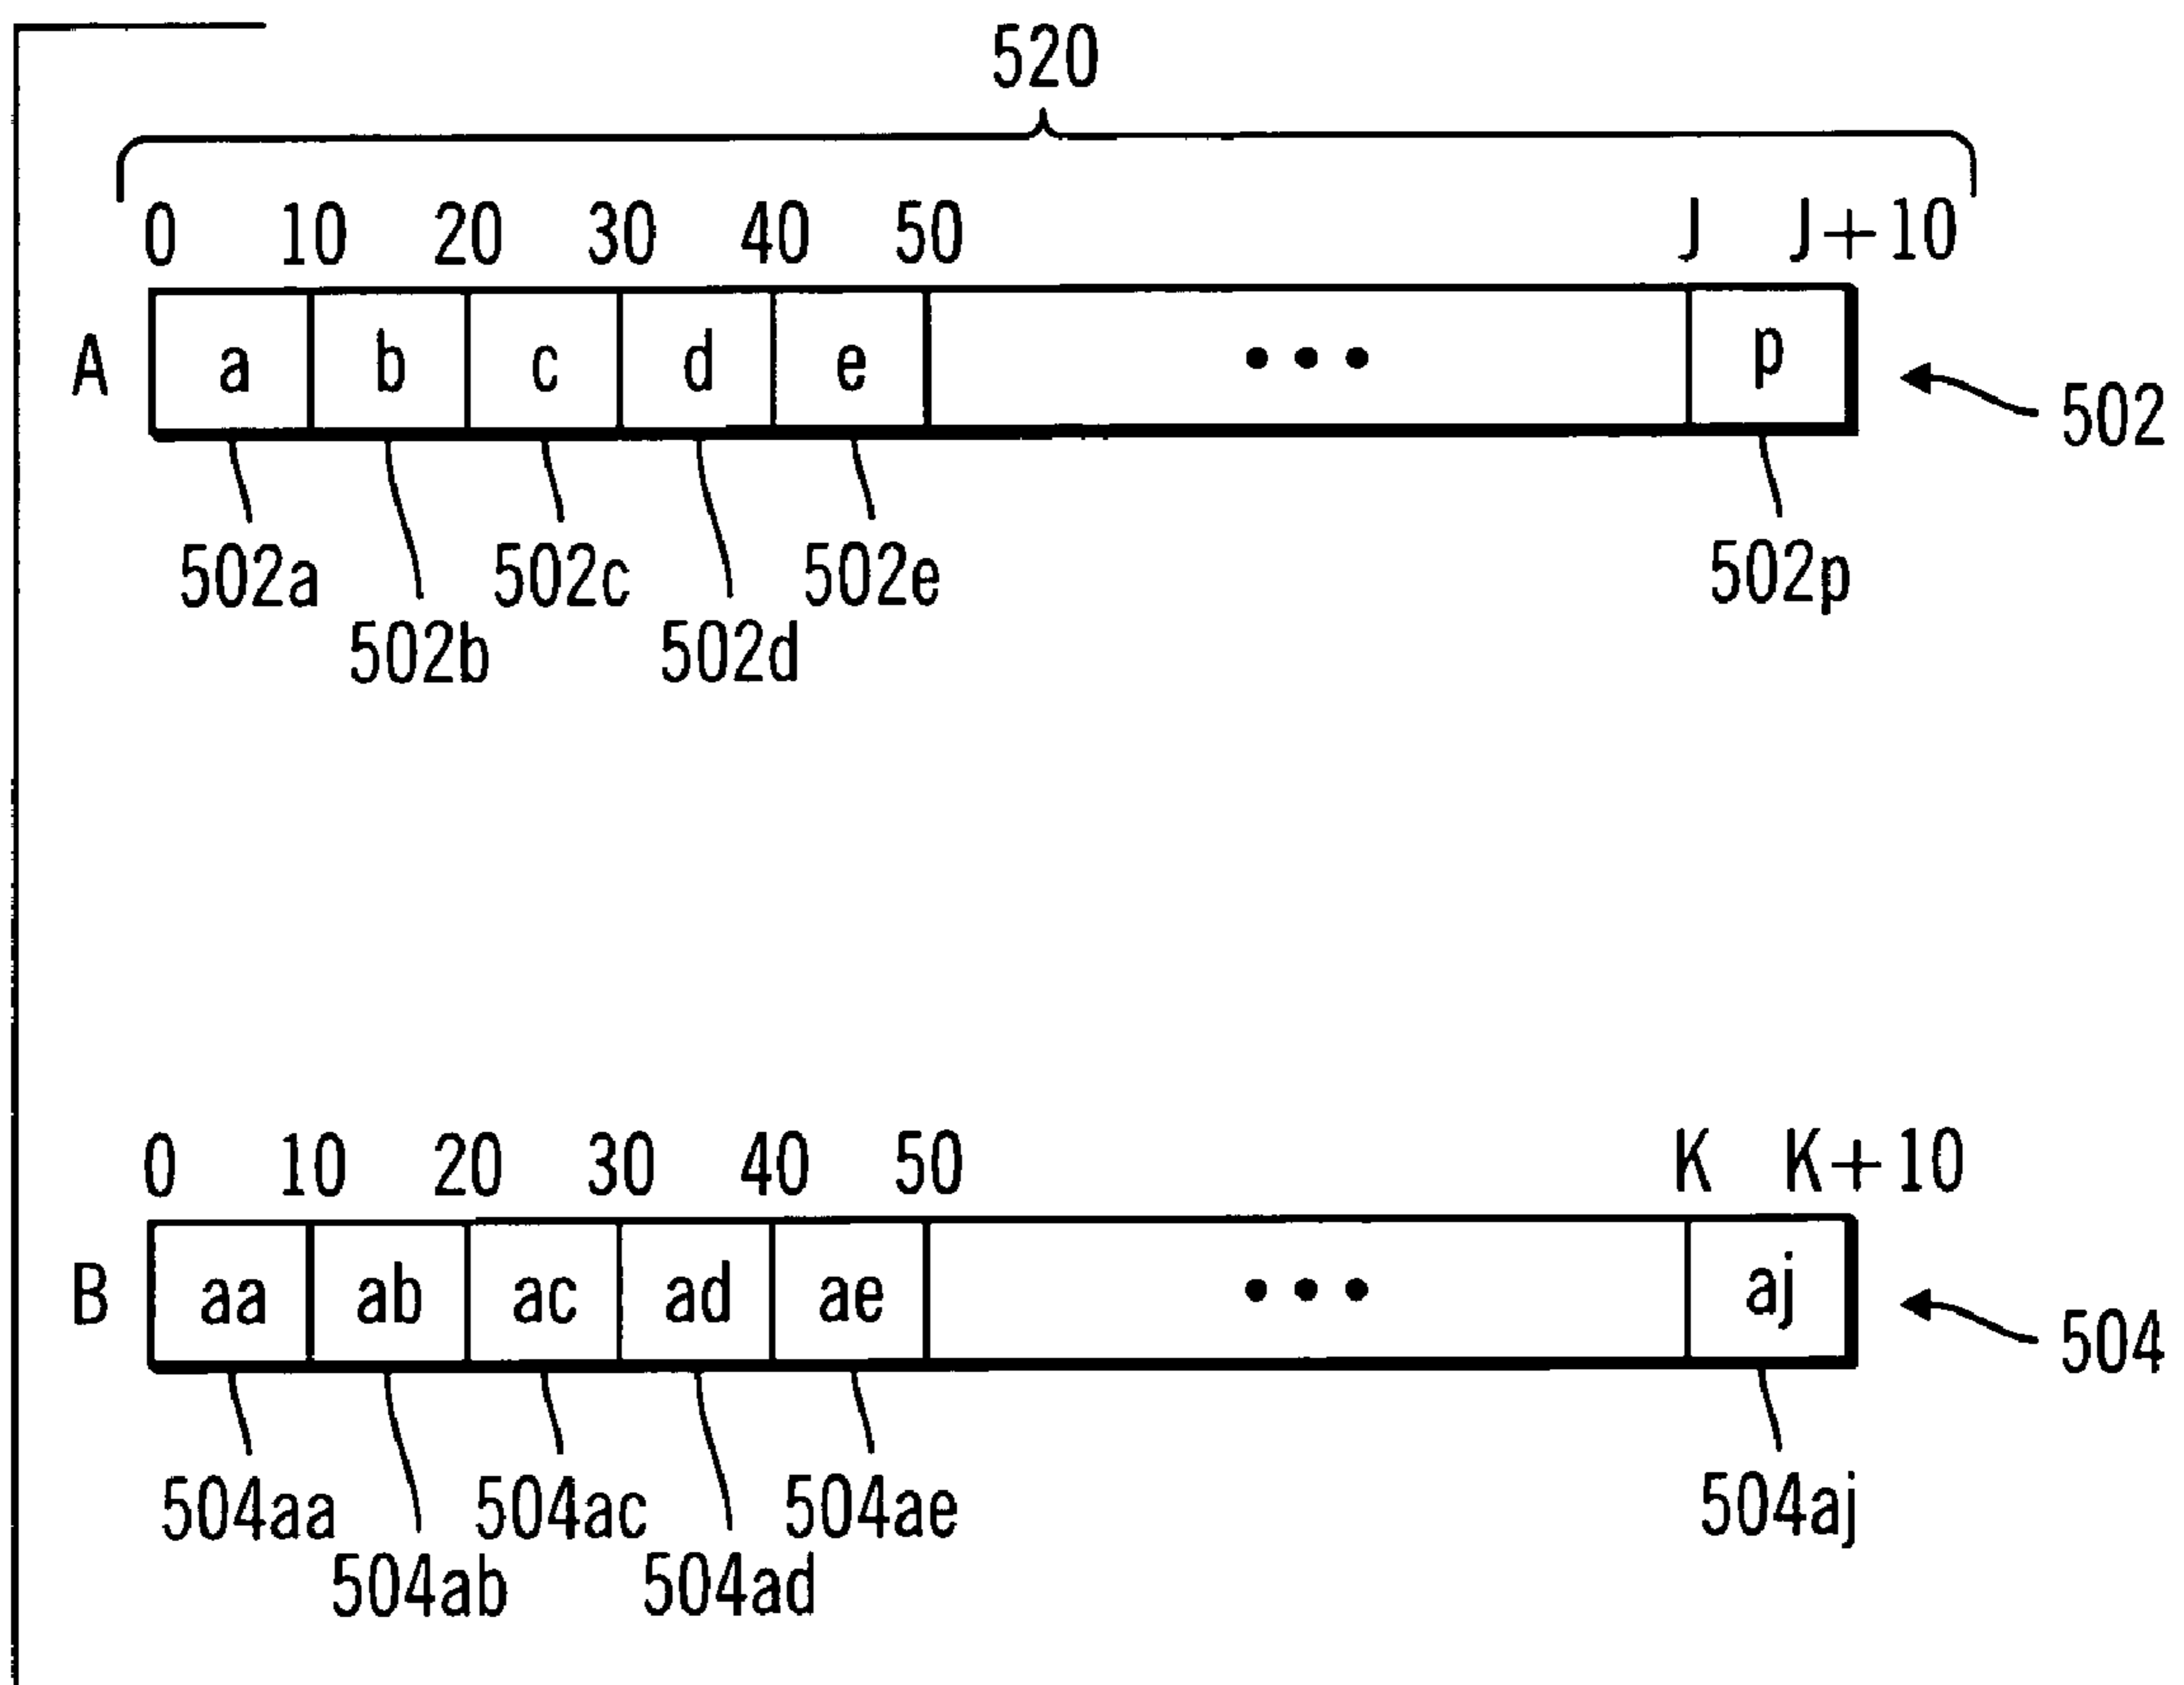 520
0 10 20 30 40 50 J J+10
A a b c d e ••• p
502
502a 502c 502e 502p
502b 502d
0 10 20 30 40 50 K K+10
B aa ab ac ad ae ••• aj
504
504aa 504ac 504ae 504aj
504ab 504ad